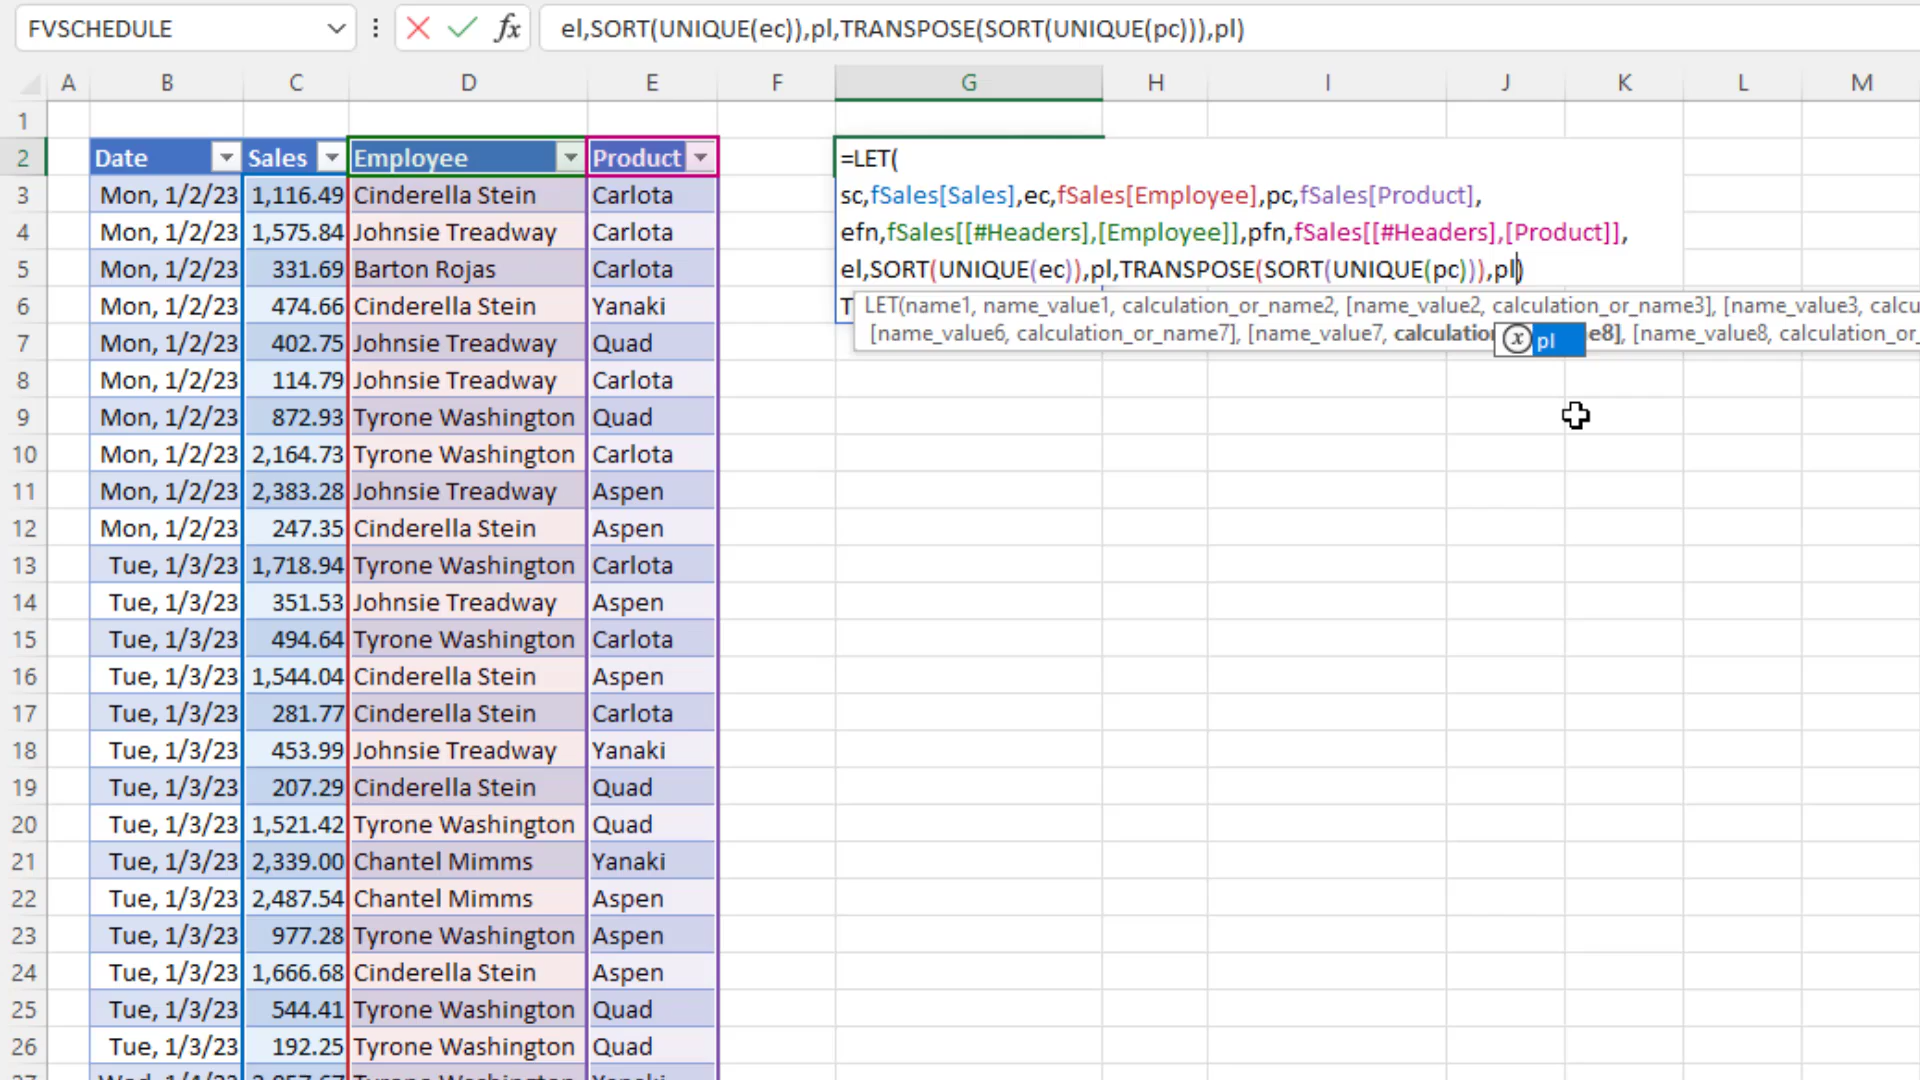 FVSCHEDULE
fx
el,SORT(UNIQUE(ec)),pl,TRANSPOSE(SORT(UNIQUE(pc))),pl)
A B C D E F G H I J K L M
1
2 Date Sales Employee Product =LET(
3 Mon, 1/2/23 1,116.49 Cinderella Stein Carlota sc,fSales[Sales],ec,fSales[Employee],pc,fSales[Product],
4 Mon, 1/2/23 1,575.84 Johnsie Treadway Carlota efn,fSales[[#Headers],[Employee]],pfn,fSales[[#Headers],[Product]],
5 Mon, 1/2/23 331.69 Barton Rojas Carlota el,SORT(UNIQUE(ec)),pl,TRANSPOSE(SORT(UNIQUE(pc))),pl)
6 Mon, 1/2/23 474.66 Cinderella Stein Yanaki T LET(name1, name_value1, calculation_or_name2, [name_value2, calculation_or_name3], [name_value3, calcu
[name_value6, calculation_or_name7], [name_value7, calculation e8], [name_value8, calculation_or_
7 Mon, 1/2/23 402.75 Johnsie Treadway Quad (x) pl
8 Mon, 1/2/23 114.79 Johnsie Treadway Carlota
9 Mon, 1/2/23 872.93 Tyrone Washington Quad
10 Mon, 1/2/23 2,164.73 Tyrone Washington Carlota
11 Mon, 1/2/23 2,383.28 Johnsie Treadway Aspen
12 Mon, 1/2/23 247.35 Cinderella Stein Aspen
13 Tue, 1/3/23 1,718.94 Tyrone Washington Carlota
14 Tue, 1/3/23 351.53 Johnsie Treadway Aspen
15 Tue, 1/3/23 494.64 Tyrone Washington Carlota
16 Tue, 1/3/23 1,544.04 Cinderella Stein Aspen
17 Tue, 1/3/23 281.77 Cinderella Stein Carlota
18 Tue, 1/3/23 453.99 Johnsie Treadway Yanaki
19 Tue, 1/3/23 207.29 Cinderella Stein Quad
20 Tue, 1/3/23 1,521.42 Tyrone Washington Quad
21 Tue, 1/3/23 2,339.00 Chantel Mimms Yanaki
22 Tue, 1/3/23 2,487.54 Chantel Mimms Aspen
23 Tue, 1/3/23 977.28 Tyrone Washington Aspen
24 Tue, 1/3/23 1,666.68 Cinderella Stein Aspen
25 Tue, 1/3/23 544.41 Tyrone Washington Quad
26 Tue, 1/3/23 192.25 Tyrone Washington Quad